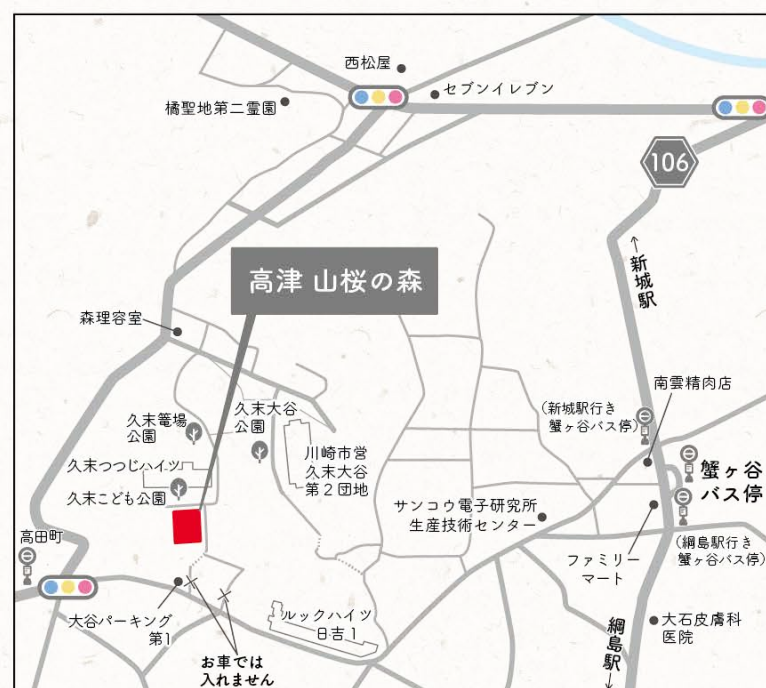 西松屋
セブンイレブン
橘聖地第二霊園
106
←新城駅
高津 山桜の森
森理容室
南雲精肉店
久末篭場
公園
久末大谷
公園
(新城駅行き
蟹ヶ谷バス停)
川崎市営
久末大谷
第2団地
久末つつじハイツ
久末こども公園
蟹ヶ谷
バス停
サンコウ電子研究所
生産技術センター
高田町
(綱島駅行き
蟹ヶ谷バス停)
ファミリー
マート
大谷パーキング
第1
ルックハイツ
日吉1
大石皮膚科
医院
綱島駅→
お車では
入れません